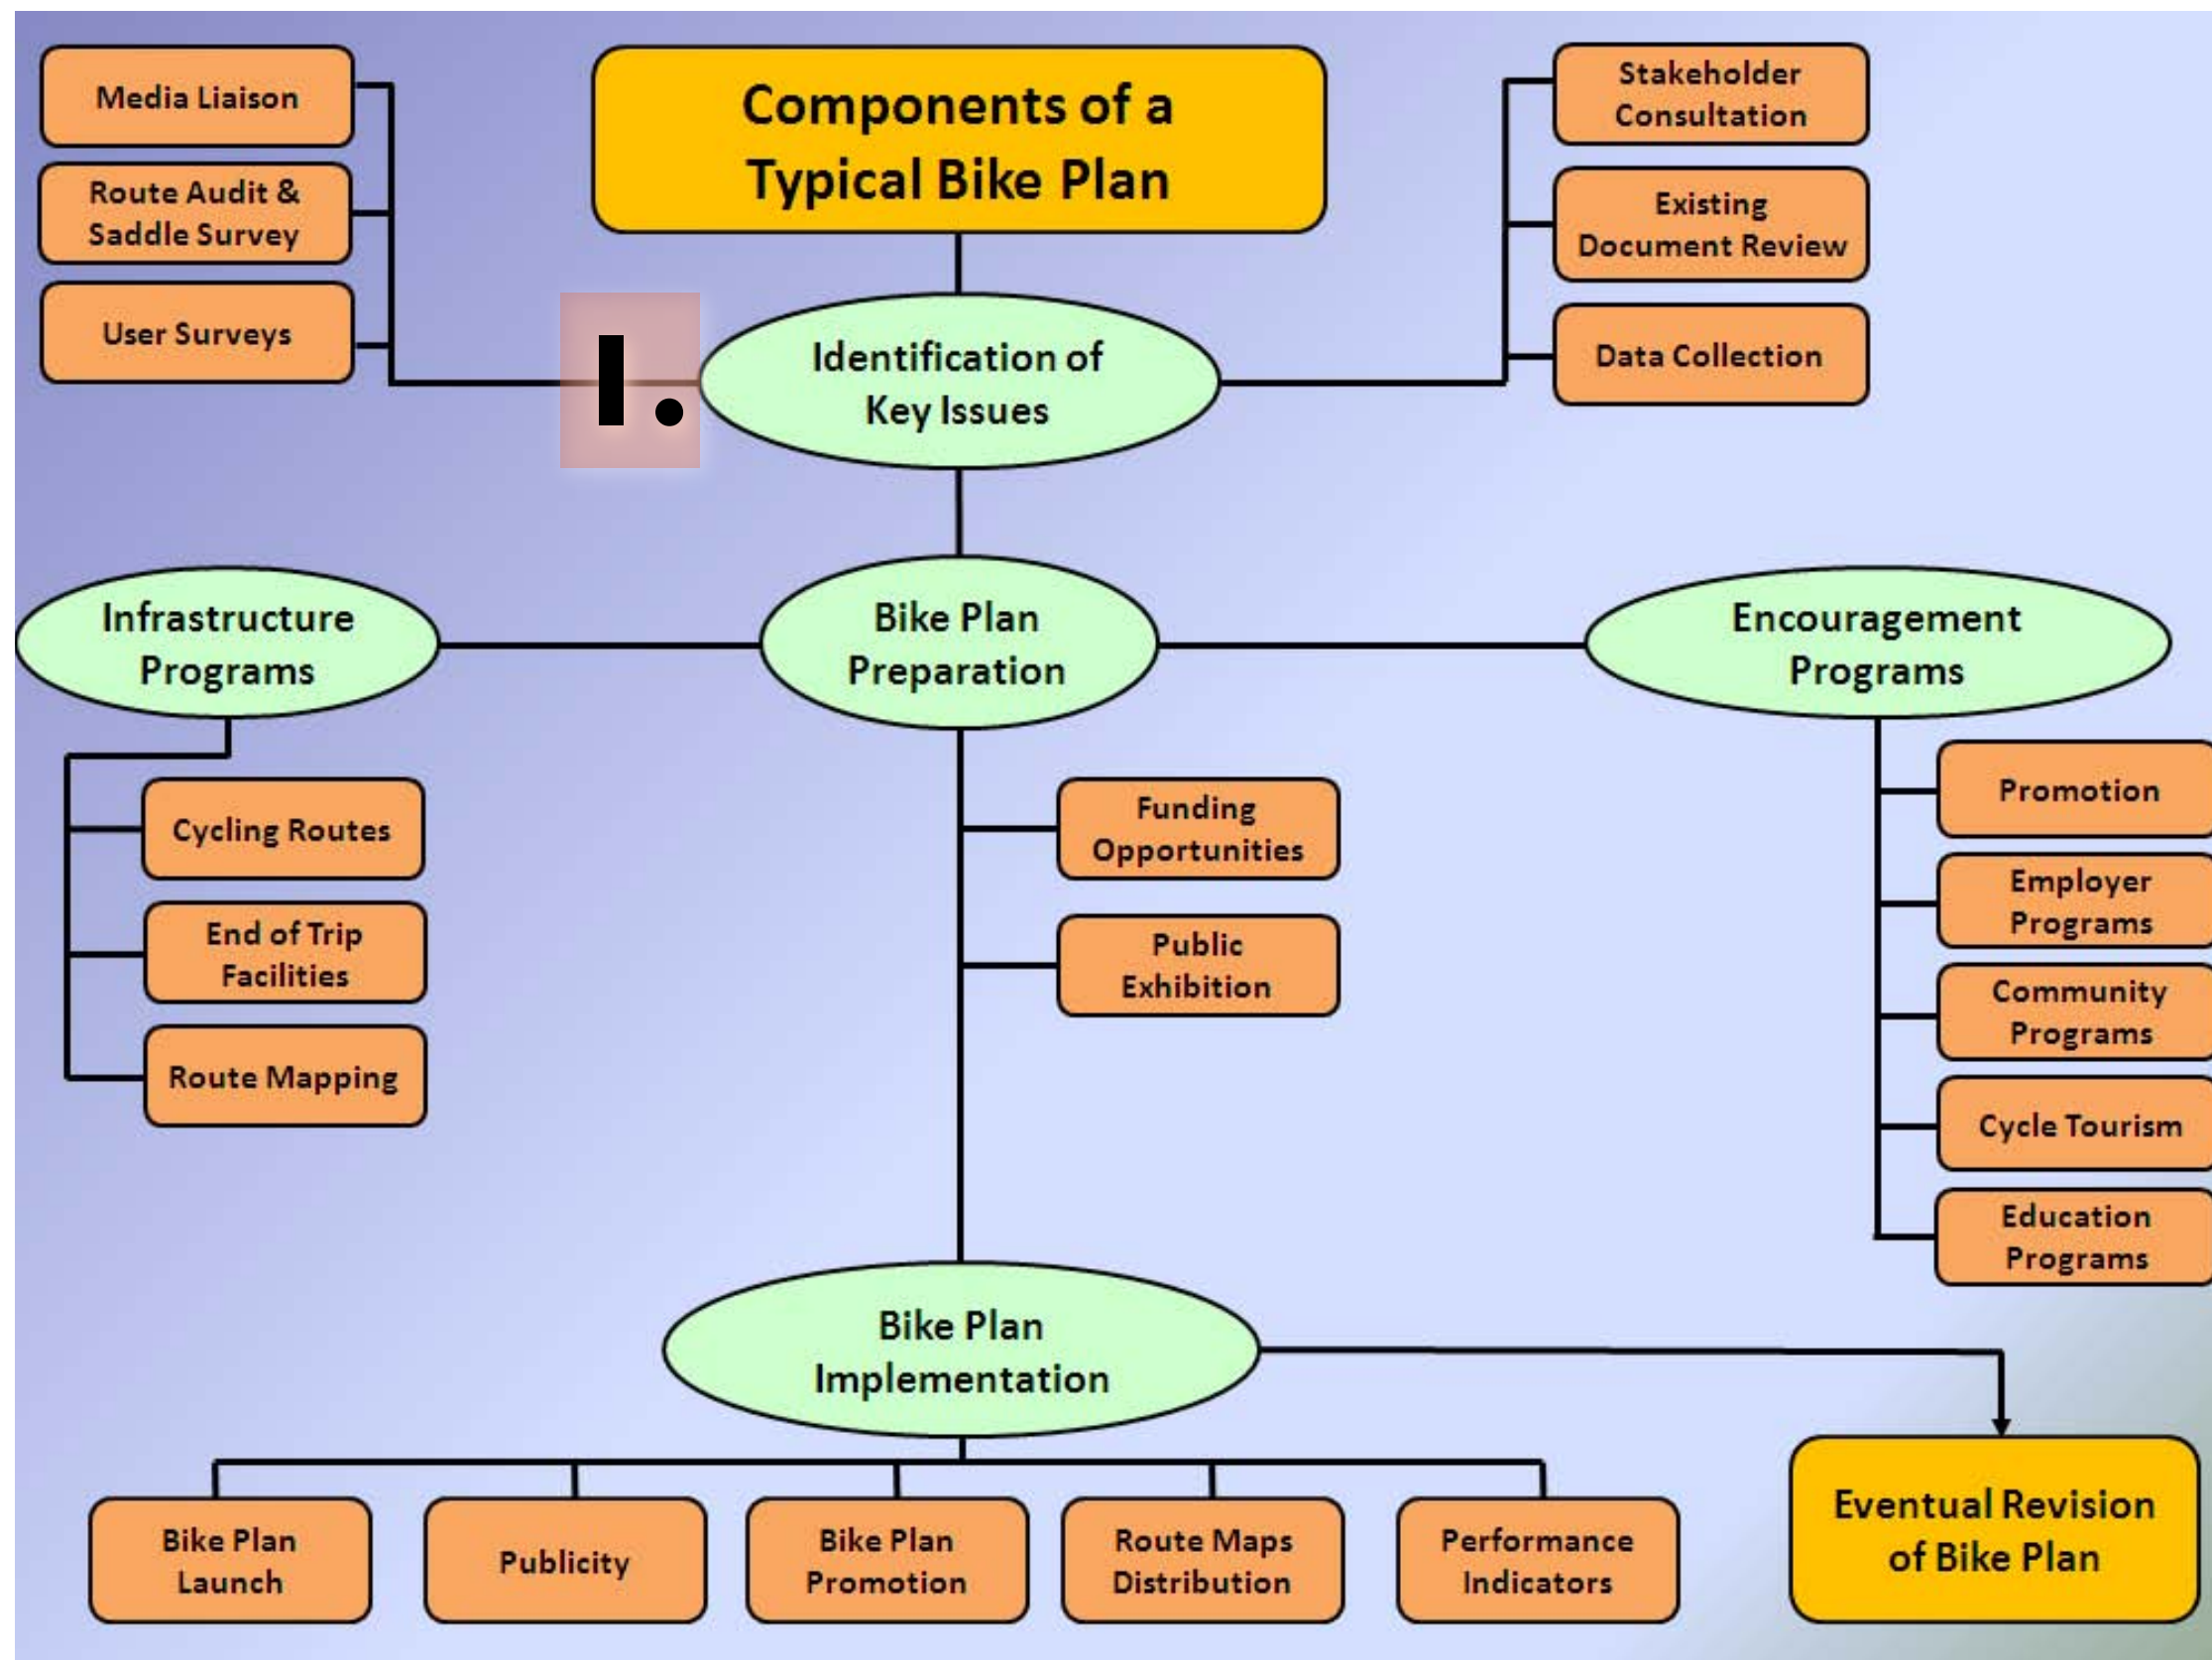 Components of a
Typical Bike Plan
Media Liaison
Route Audit &
Saddle Survey
User Surveys
Stakeholder
Consultation
Existing
Document Review
Data Collection
I.
Identification of
Key Issues
Infrastructure
Programs
Bike Plan
Preparation
Encouragement
Programs
Cycling Routes
End of Trip
Facilities
Route Mapping
Funding
Opportunities
Public
Exhibition
Promotion
Employer
Programs
Community
Programs
Cycle Tourism
Education
Programs
Bike Plan
Implementation
Bike Plan
Launch
Publicity
Bike Plan
Promotion
Route Maps
Distribution
Performance
Indicators
Eventual Revision
of Bike Plan